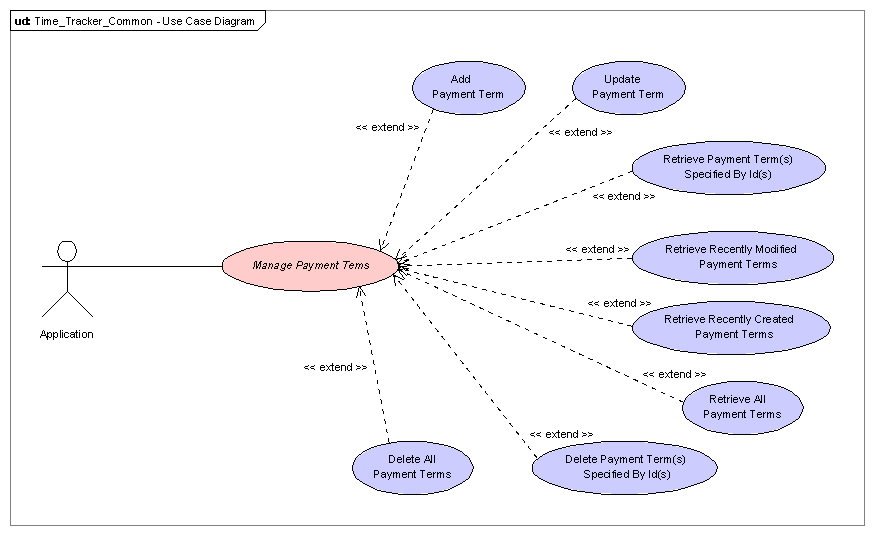 ud: Time_Tracker_Common - Use Case Diagram
Add
Payment Term
Update
Payment Term
<< extend >>
<< extend >>
Retrieve Payment Term(s)
Specified By Id(s)
<< extend >>
Retrieve Recently Modified
Payment Terms
<< extend >>
Manage Payment Tems
Retrieve Recently Created
Payment Terms
<< extend >>
Application
<< extend >>
<< extend >>
Retrieve All
Payment Terms
<< extend >>
Delete All
Payment Terms
Delete Payment Term(s)
Specified By Id(s)